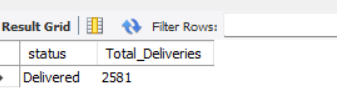 Result Grid Filter Rows:
status Total_Deliveries
Delivered 2581